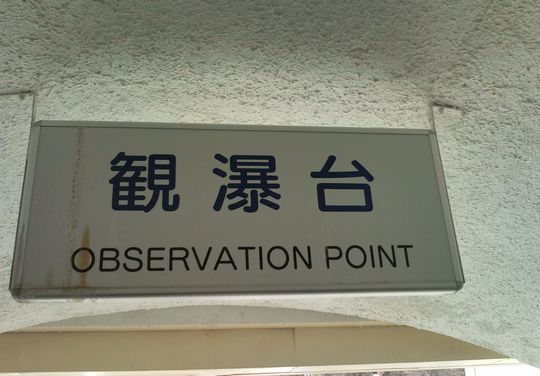 観瀑台
OBSERVATION POINT